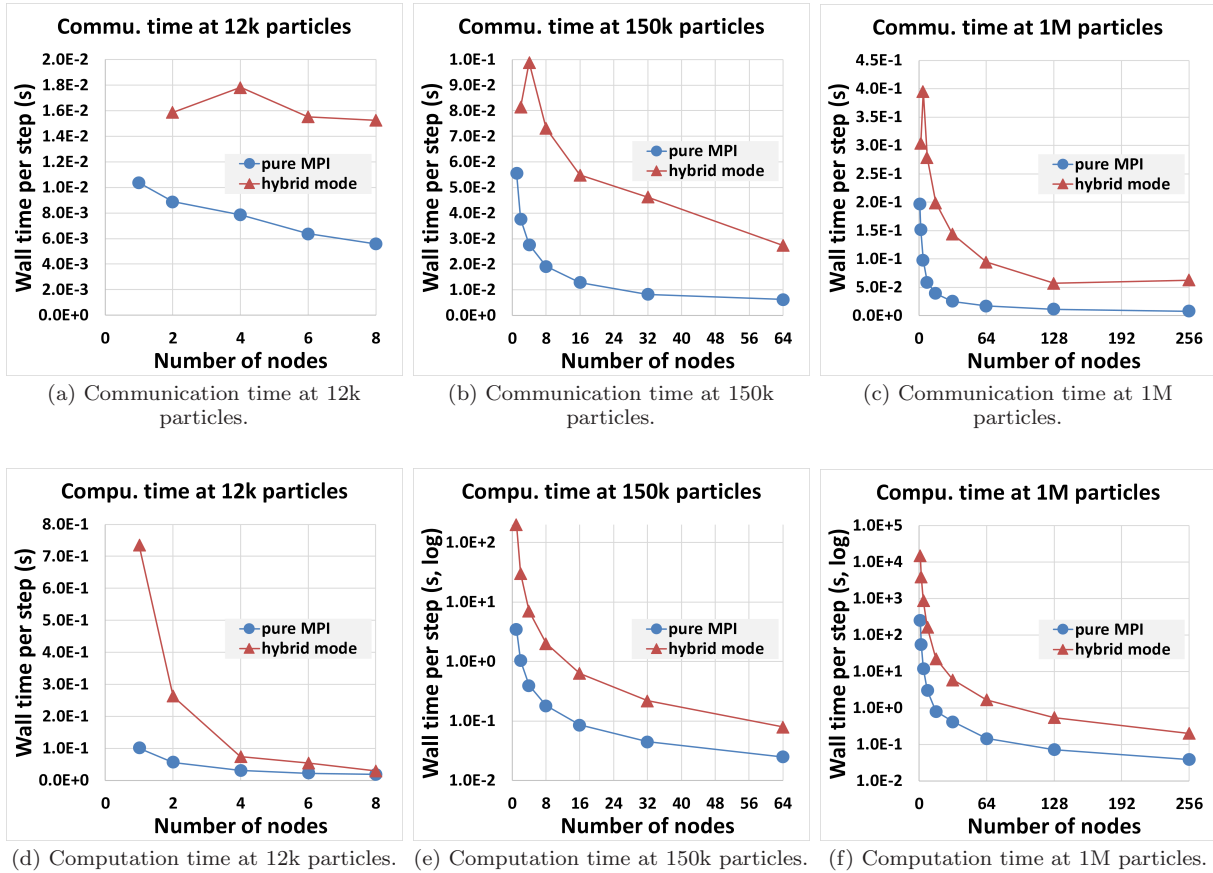 Commu. time at 12k particles
Wall time per step (s)
2.0E-2
1.8E-2
1.6E-2
1.4E-2
1.2E-2
1.0E-2
8.0E-3
6.0E-3
4.0E-3
2.0E-3
0.0E+0
pure MPI
hybrid mode
0 2 4 6 8
Number of nodes
(a) Communication time at 12k
particles.
Commu. time at 150k particles
Wall time per step (s)
1.0E-1
9.0E-2
8.0E-2
7.0E-2
6.0E-2
5.0E-2
4.0E-2
3.0E-2
2.0E-2
1.0E-2
0.0E+0
pure MPI
hybrid mode
0 8 16 24 32 40 48 56 64
Number of nodes
(b) Communication time at 150k
particles.
Commu. time at 1M particles
Wall time per step (s)
4.5E-1
4.0E-1
3.5E-1
3.0E-1
2.5E-1
2.0E-1
1.5E-1
1.0E-1
5.0E-2
0.0E+0
pure MPI
hybrid mode
0 64 128 192 256
Number of nodes
(c) Communication time at 1M
particles.
Compu. time at 12k particles
Wall time per step (s)
8.0E-1
7.0E-1
6.0E-1
5.0E-1
4.0E-1
3.0E-1
2.0E-1
1.0E-1
0.0E+0
pure MPI
hybrid mode
0 2 4 6 8
Number of nodes
(d) Computation time at 12k particles.
Compu. time at 150k particles
Wall time per step (s, log)
1.0E+2
1.0E+1
1.0E+0
1.0E-1
1.0E-2
pure MPI
hybrid mode
0 8 16 24 32 40 48 56 64
Number of nodes
(e) Computation time at 150k particles.
Compu. time at 1M particles
Wall time per step (s, log)
1.0E+5
1.0E+4
1.0E+3
1.0E+2
1.0E+1
1.0E+0
1.0E-1
1.0E-2
pure MPI
hybrid mode
0 64 128 192 256
Number of nodes
(f) Computation time at 1M particles.